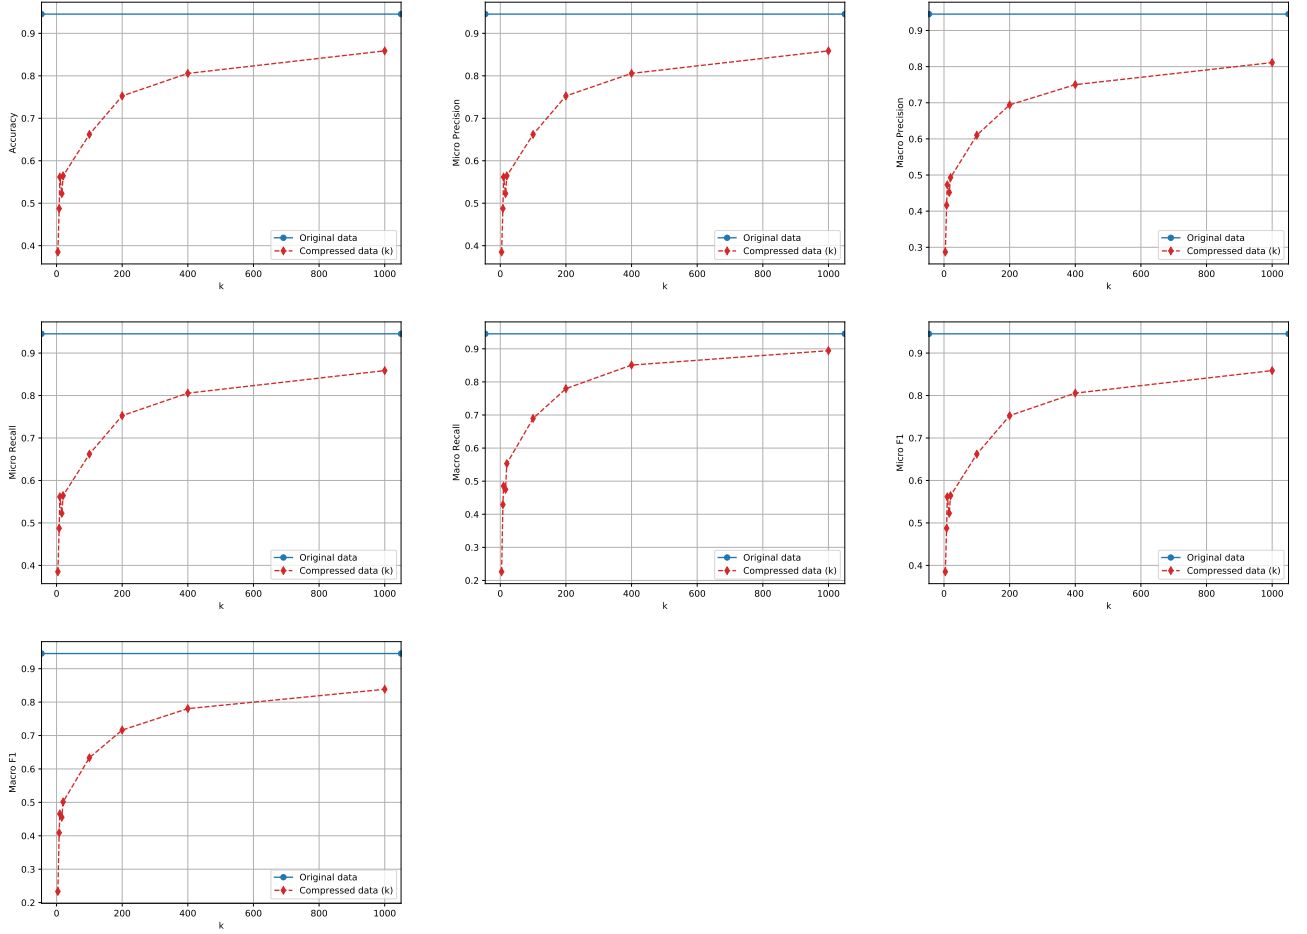 Accuracy
0.9
0.8
0.7
0.6
0.5
0.4
0 200 400 600 800 1000
k
Original data
Compressed data (k)
Micro Precision
0.9
0.8
0.7
0.6
0.5
0.4
0 200 400 600 800 1000
k
Original data
Compressed data (k)
Macro Precision
0.9
0.8
0.7
0.6
0.5
0.4
0.3
0 200 400 600 800 1000
k
Original data
Compressed data (k)
Micro Recall
0.9
0.8
0.7
0.6
0.5
0.4
0 200 400 600 800 1000
k
Original data
Compressed data (k)
Macro Recall
0.9
0.8
0.7
0.6
0.5
0.4
0.3
0.2
0 200 400 600 800 1000
k
Original data
Compressed data (k)
Micro F1
0.9
0.8
0.7
0.6
0.5
0.4
0 200 400 600 800 1000
k
Original data
Compressed data (k)
Macro F1
0.9
0.8
0.7
0.6
0.5
0.4
0.3
0.2
0 200 400 600 800 1000
k
Original data
Compressed data (k)